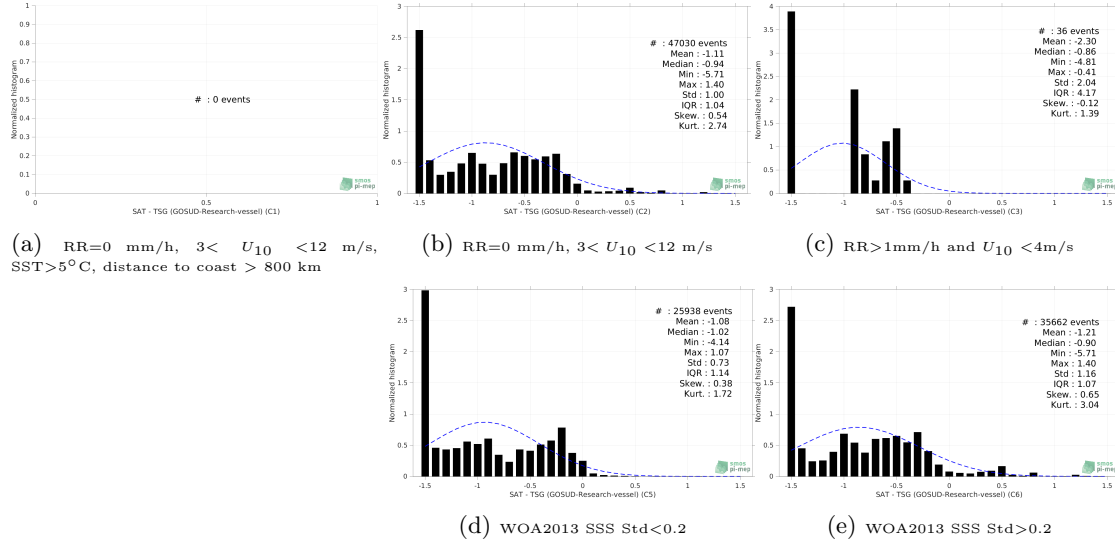 1
0.9
0.8
0.7
0.6
0.5
0.4
0.3
0.2
0.1
0
Normalized histogram
# : 0 events
0 0.5 1
SAT - TSG (GOSUD-Research-vessel) (C1)
smos
pi-mep
(a) RR=0 mm/h, 3< U10 <12 m/s,
SST>5°C, distance to coast > 800 km
3
2.5
2
1.5
1
0.5
0
Normalized histogram
# : 47030 events
Mean : -1.11
Median : -0.94
Min : -5.71
Max : 1.40
Std : 1.00
IQR : 1.04
Skew. : 0.54
Kurt. : 2.74
-1.5 -1 -0.5 0 0.5 1 1.5
SAT - TSG (GOSUD-Research-vessel) (C2)
smos
pi-mep
(b) RR=0 mm/h, 3< U10 <12 m/s
4
3.5
3
2.5
2
1.5
1
0.5
0
Normalized histogram
# : 36 events
Mean : -2.30
Median : -0.86
Min : -4.81
Max : -0.41
Std : 2.04
IQR : 4.17
Skew. : -0.12
Kurt. : 1.39
-1.5 -1 -0.5 0 0.5 1 1.5
SAT - TSG (GOSUD-Research-vessel) (C3)
smos
pi-mep
(c) RR>1mm/h and U10 <4m/s
3
2.5
2
1.5
1
0.5
0
Normalized histogram
# : 25938 events
Mean : -1.08
Median : -1.02
Min : -4.14
Max : 1.07
Std : 0.73
IQR : 1.14
Skew. : 0.38
Kurt. : 1.72
-1.5 -1 -0.5 0 0.5 1 1.5
SAT - TSG (GOSUD-Research-vessel) (C5)
smos
pi-mep
(d) WOA2013 SSS Std<0.2
3
2.5
2
1.5
1
0.5
0
Normalized histogram
# : 35662 events
Mean : -1.21
Median : -0.90
Min : -5.71
Max : 1.40
Std : 1.16
IQR : 1.07
Skew. : 0.65
Kurt. : 3.04
-1.5 -1 -0.5 0 0.5 1 1.5
SAT - TSG (GOSUD-Research-vessel) (C6)
smos
pi-mep
(e) WOA2013 SSS Std>0.2